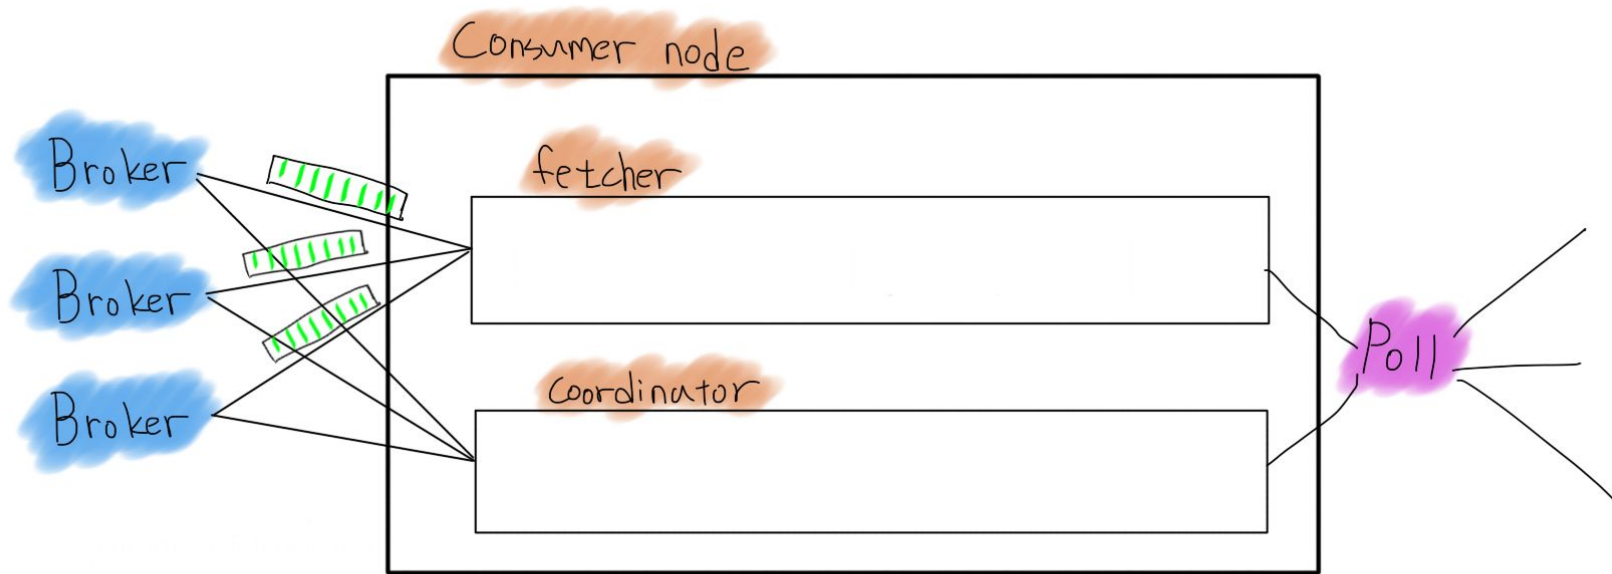 Consumer node
Broker
fetcher
Broker
Poll
Coordinator
Broker